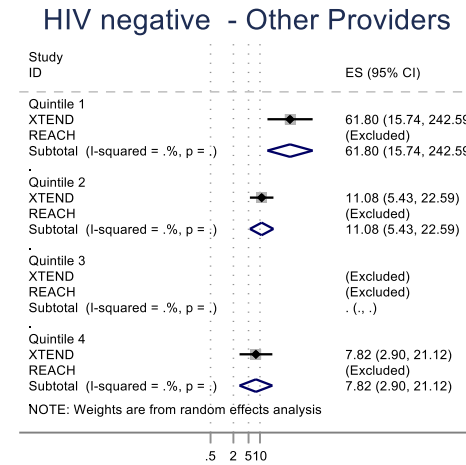 HIV negative - Other Providers
Study
ID ES (95% CI)
Quintile 1
XTEND 61.80 (15.74, 242.59
REACH (Excluded)
Subtotal (I-squared = .%, p = .) 61.80 (15.74, 242.59
.
Quintile 2
XTEND 11.08 (5.43, 22.59)
REACH (Excluded)
Subtotal (I-squared = .%, p = .) 11.08 (5.43, 22.59)
.
Quintile 3
XTEND (Excluded)
REACH (Excluded)
Subtotal (I-squared = .%, p = .) . (., .)
.
Quintile 4
XTEND 7.82 (2.90, 21.12)
REACH (Excluded)
Subtotal (I-squared = .%, p = .) 7.82 (2.90, 21.12)
NOTE: Weights are from random effects analysis
.5 2 5 10